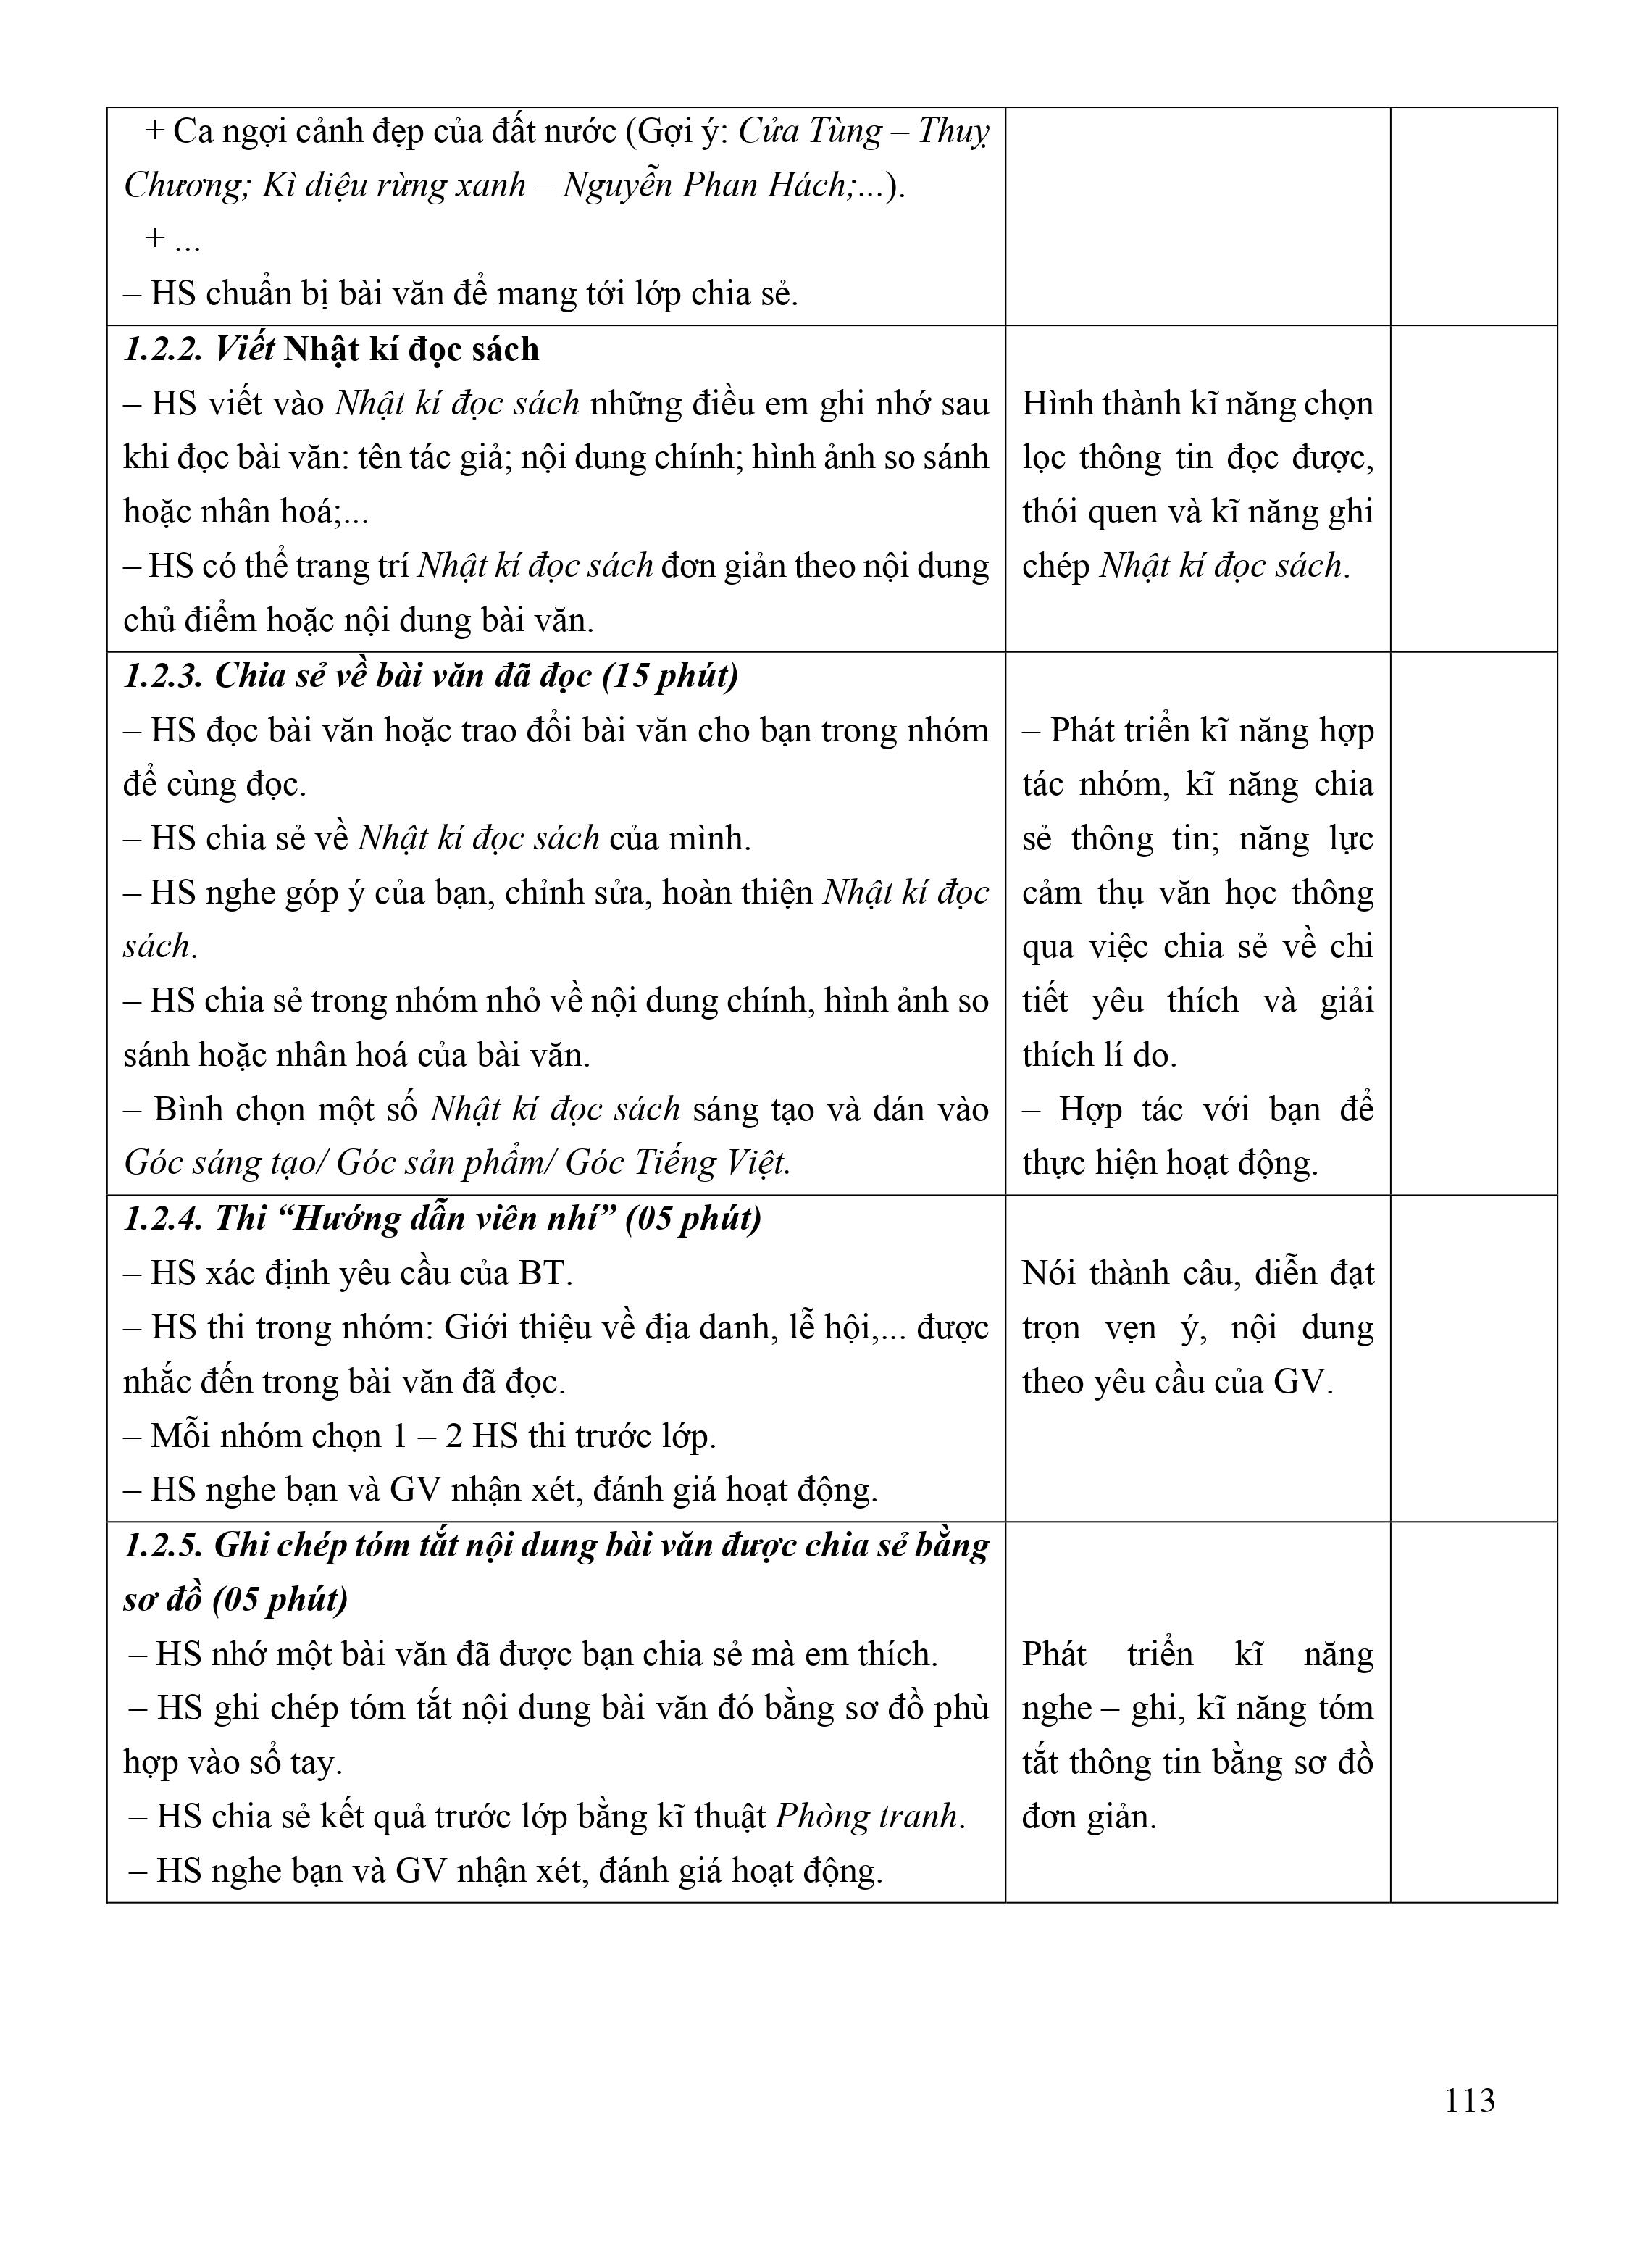 + Ca ngợi cảnh đẹp của đất nước (Gợi ý: Cửa Tùng – Thuỵ
Chương; Kì diệu rừng xanh – Nguyễn Phan Hách;...).
+ ...
– HS chuẩn bị bài văn để mang tới lớp chia sẻ.
1.2.2. Viết Nhật kí đọc sách
– HS viết vào Nhật kí đọc sách những điều em ghi nhớ sau
khi đọc bài văn: tên tác giả; nội dung chính; hình ảnh so sánh
hoặc nhân hoá;...
– HS có thể trang trí Nhật kí đọc sách đơn giản theo nội dung
chủ điểm hoặc nội dung bài văn.
Hình thành kĩ năng chọn
lọc thông tin đọc được,
thói quen và kĩ năng ghi
chép Nhật kí đọc sách.
1.2.3. Chia sẻ về bài văn đã đọc (15 phút)
– HS đọc bài văn hoặc trao đổi bài văn cho bạn trong nhóm
để cùng đọc.
– HS chia sẻ về Nhật kí đọc sách của mình.
– HS nghe góp ý của bạn, chỉnh sửa, hoàn thiện Nhật kí đọc
sách.
– HS chia sẻ trong nhóm nhỏ về nội dung chính, hình ảnh so
sánh hoặc nhân hoá của bài văn.
– Bình chọn một số Nhật kí đọc sách sáng tạo và dán vào
Góc sáng tạo/ Góc sản phẩm/ Góc Tiếng Việt.
– Phát triển kĩ năng hợp
tác nhóm, kĩ năng chia
sẻ thông tin; năng lực
cảm thụ văn học thông
qua việc chia sẻ về chi
tiết yêu thích và giải
thích lí do.
– Hợp tác với bạn để
thực hiện hoạt động.
1.2.4. Thi “Hướng dẫn viên nhí” (05 phút)
– HS xác định yêu cầu của BT.
– HS thi trong nhóm: Giới thiệu về địa danh, lễ hội,... được
nhắc đến trong bài văn đã đọc.
– Mỗi nhóm chọn 1 – 2 HS thi trước lớp.
– HS nghe bạn và GV nhận xét, đánh giá hoạt động.
Nói thành câu, diễn đạt
trọn vẹn ý, nội dung
theo yêu cầu của GV.
1.2.5. Ghi chép tóm tắt nội dung bài văn được chia sẻ bằng
sơ đồ (05 phút)
– HS nhớ một bài văn đã được bạn chia sẻ mà em thích.
– HS ghi chép tóm tắt nội dung bài văn đó bằng sơ đồ phù
hợp vào sổ tay.
– HS chia sẻ kết quả trước lớp bằng kĩ thuật Phòng tranh.
– HS nghe bạn và GV nhận xét, đánh giá hoạt động.
Phát triển kĩ năng
nghe – ghi, kĩ năng tóm
tắt thông tin bằng sơ đồ
đơn giản.
113